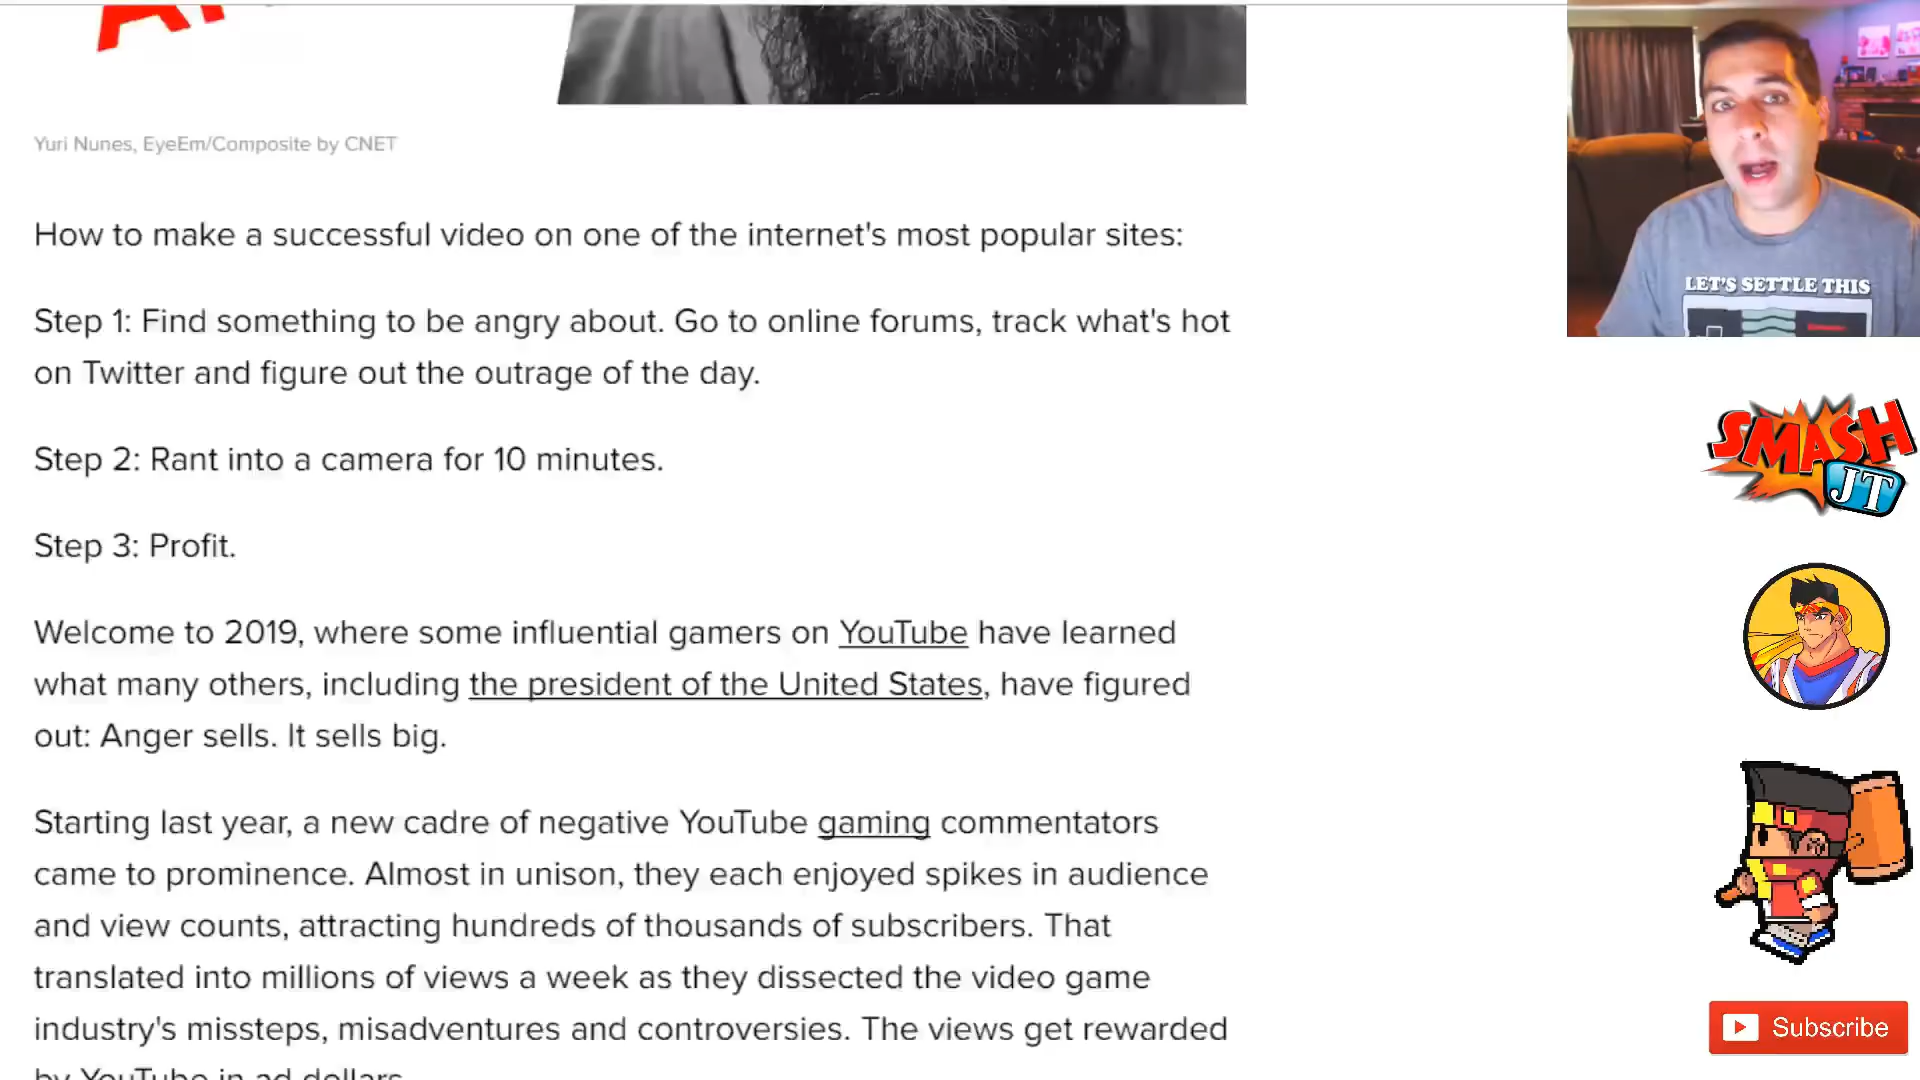 Yuri Nunes, EyeEm/Composite by CNET
How to make a successful video on one of the internet's most popular sites:
Step 1: Find something to be angry about. Go to online forums, track what's hot
on Twitter and figure out the outrage of the day.
Step 2: Rant into a camera for 10 minutes.
Step 3: Profit.
Welcome to 2019, where some influential gamers on YouTube have learned
what many others, including the president of the United States, have figured
out: Anger sells. It sells big.
Starting last year, a new cadre of negative YouTube gaming commentators
came to prominence. Almost in unison, they each enjoyed spikes in audience
and view counts, attracting hundreds of thousands of subscribers. That
translated into millions of views a week as they dissected the video game
industry's missteps, misadventures and controversies. The views get rewarded
by YouTube in ad dollars.
LET'S SETTLE THIS
SMASH
JT
Subscribe